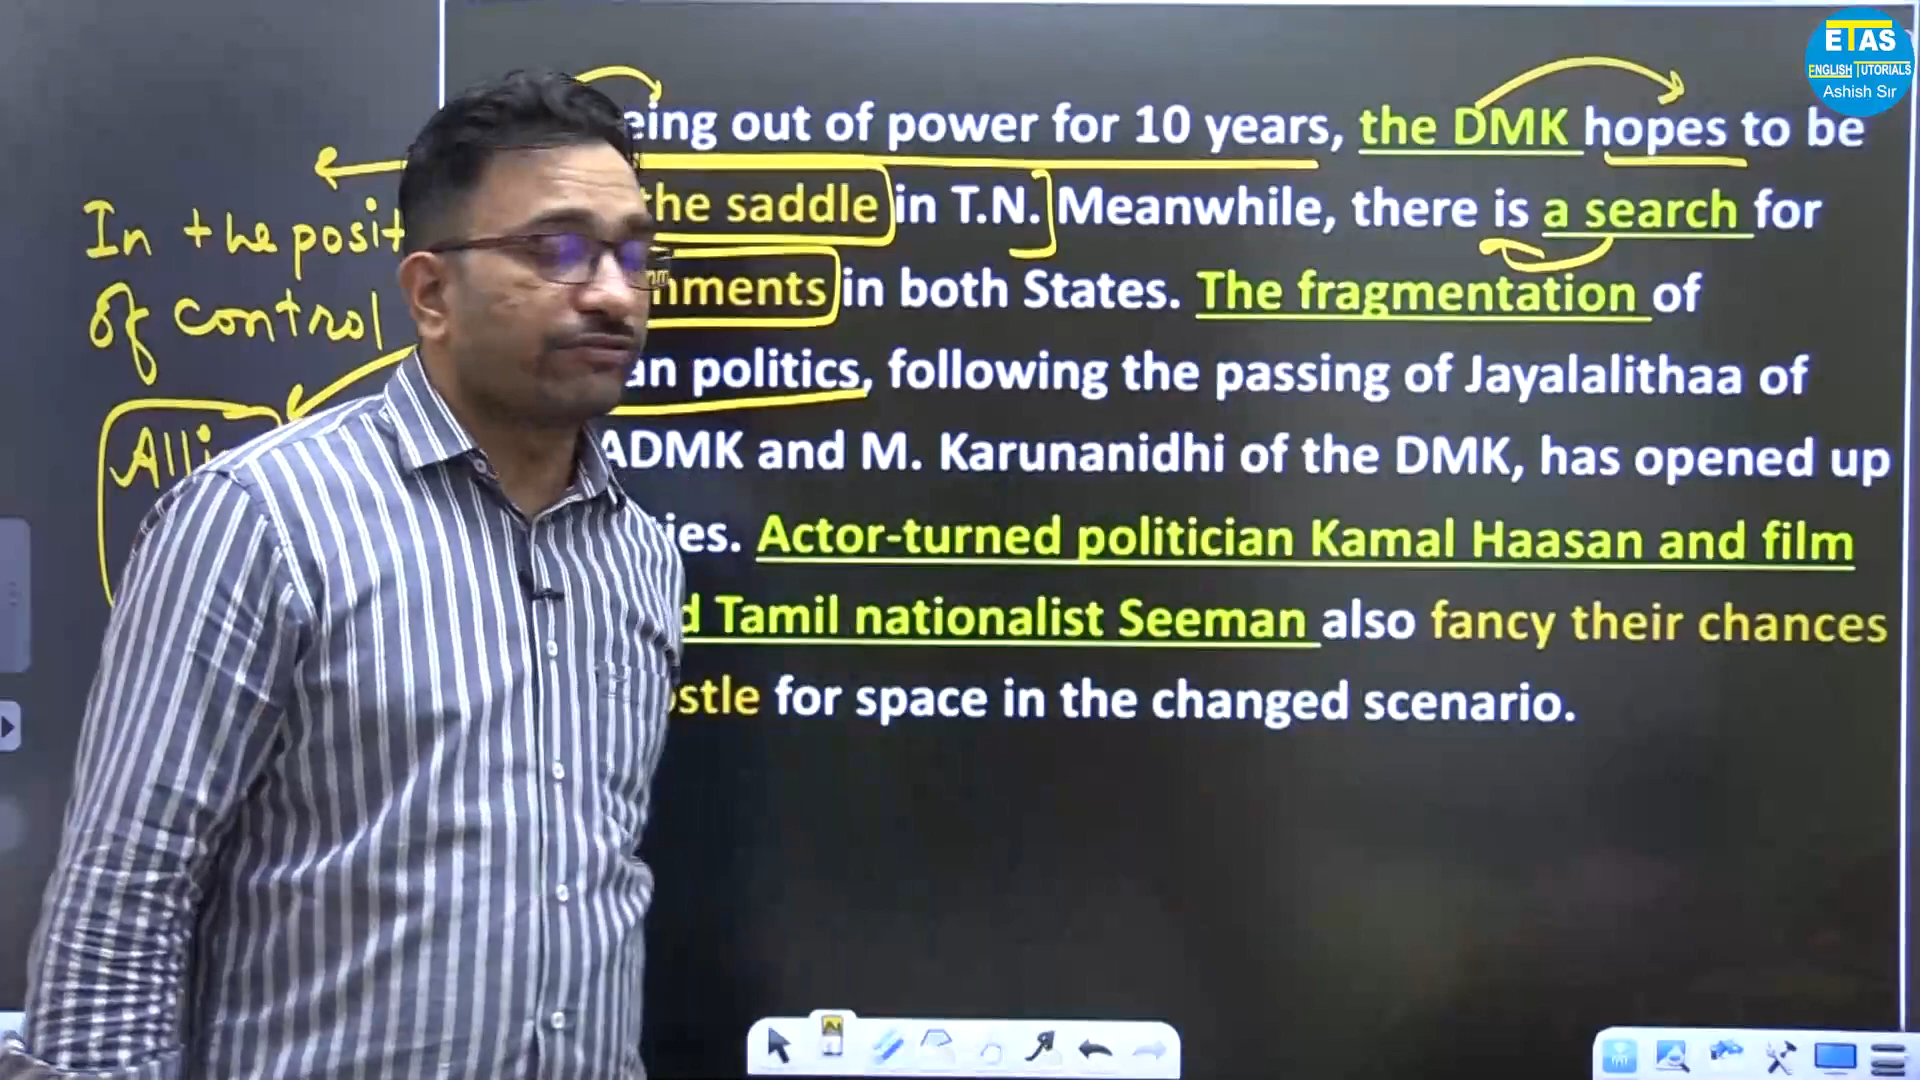 ETAS
ENGLISH TUTORIALS
Ashish Sir
eing out of power for 10 years, the DMK hopes to be
the saddle in T.N. Meanwhile, there is a search for
nments in both States. The fragmentation of
an politics, following the passing of Jayalalithaa of
ADMK and M. Karunanidhi of the DMK, has opened up
ies. Actor-turned politician Kamal Haasan and film
d Tamil nationalist Seeman also fancy their chances
stle for space in the changed scenario.
In the posit
of control
Alli